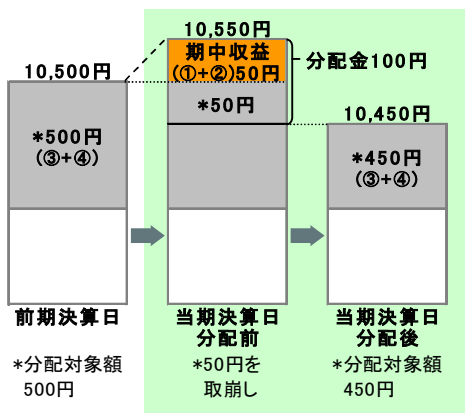 10,550円
期中収益
(①+②)50円
分配金100円
10,500円
*50円
10,450円
*500円
(③+④)
*450円
(③+④)
前期決算日
当期決算日
分配前
当期決算日
分配後
*分配対象額
500円
*50円を
取崩し
*分配対象額
450円